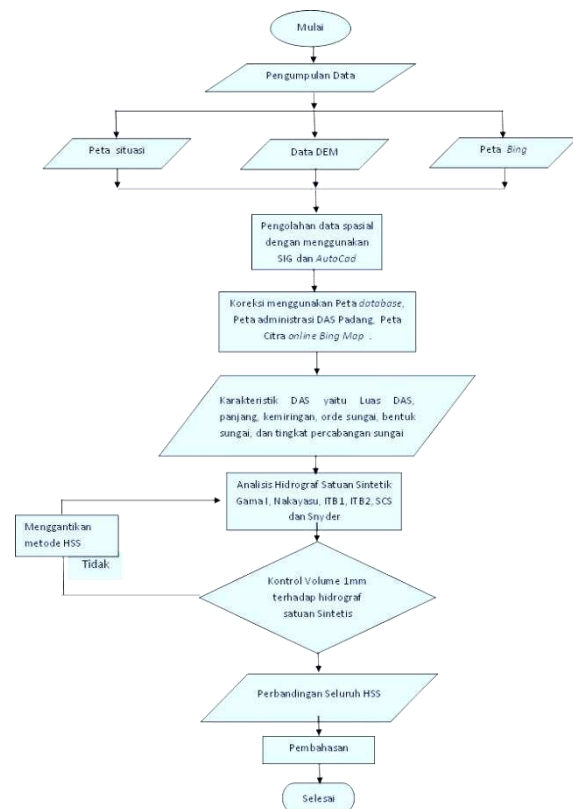 Mulai
Pengumpulan Data
Peta situasi
Data DEM
Peta Bing
Pengolahan data spasial
dengan menggunakan
SIG dan AutoCad
Koreksi menggunakan Peta database,
Peta administrasi DAS Padang, Peta
Citra online Bing Map .
Karakteristik DAS yaitu Luas DAS,
panjang, kemiringan, orde sungai, bentuk
sungai, dan tingkat percabangan sungai
Analisis Hidrograf Satuan Sintetik
Gama I, Nakayasu, ITB1, ITB2, SCS
dan Snyder
Menggantikan
metode HSS
Tidak
Kontrol Volume 1mm
terhadap hidrograf
satuan Sintetis
Perbandingan Seluruh HSS
Pembahasan
Selesai